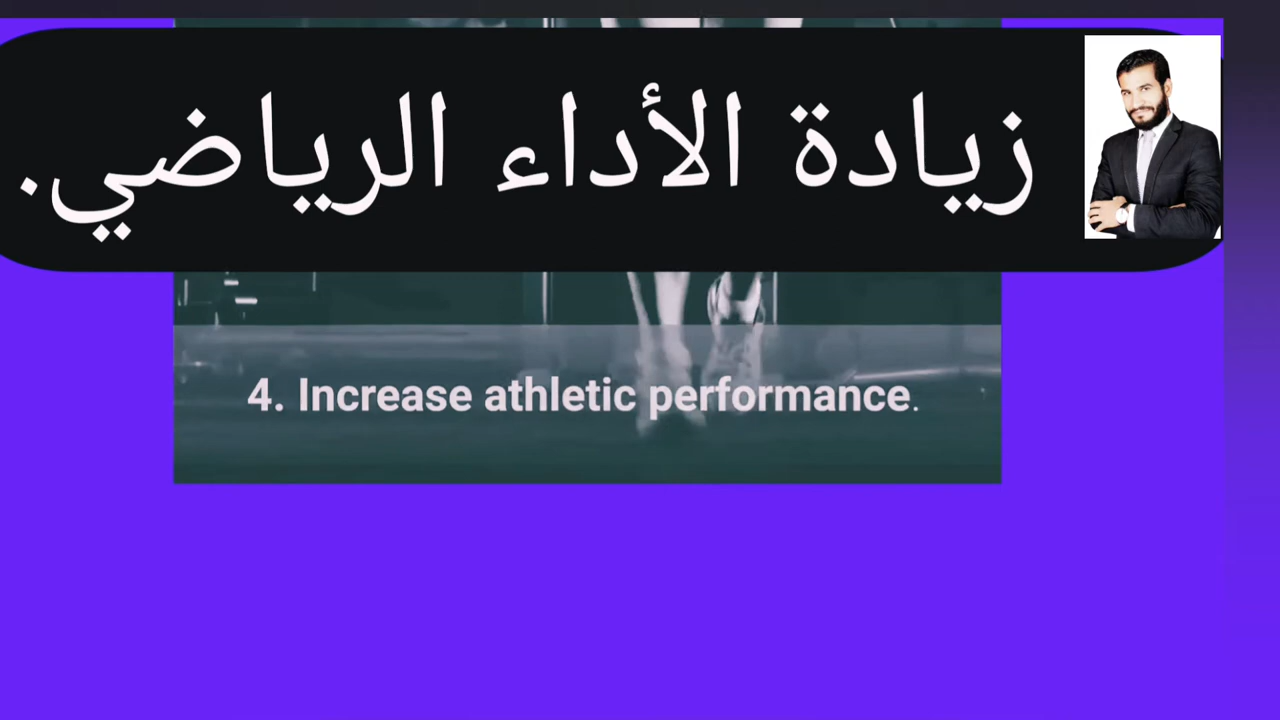 زيادة الأداء الرياضي.
4. Increase athletic performance.